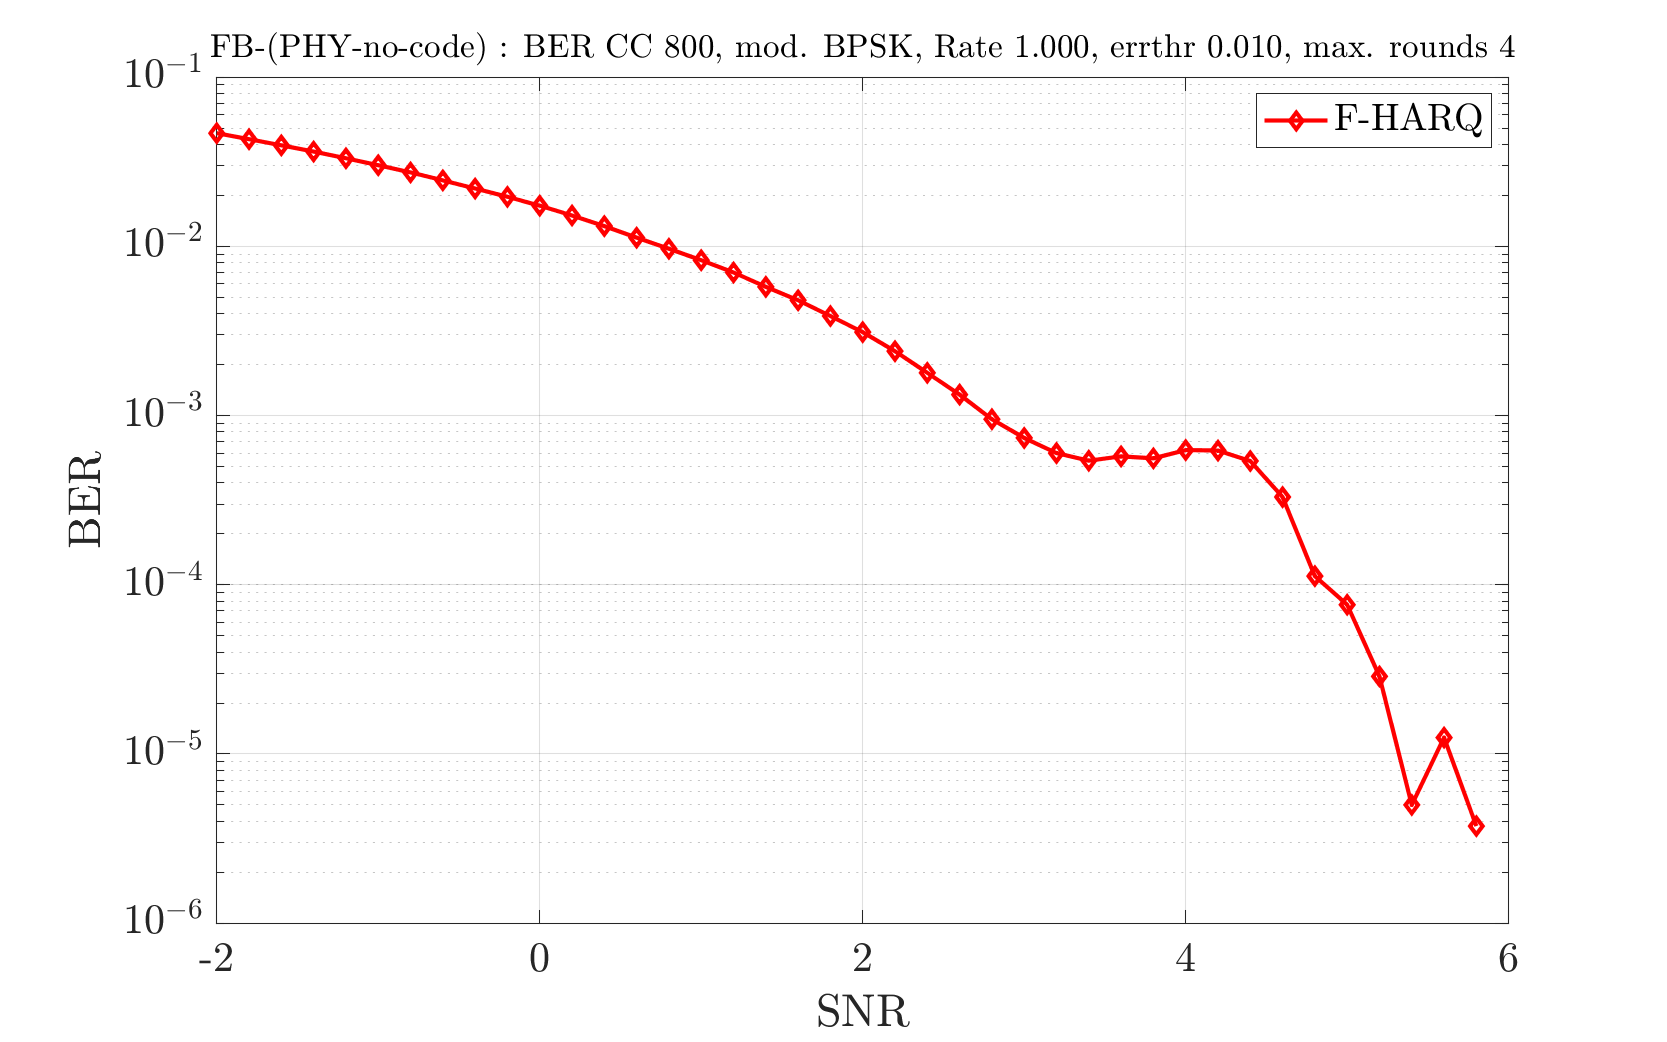 FB-(PHY-no-code) : BER CC 800, mod. BPSK, Rate 1.000, errthr 0.010, max. rounds 4
10⁻¹
F-HARQ
10⁻²
10⁻³
BER
10⁻⁴
10⁻⁵
10⁻⁶
-2 0 2 4 6
SNR